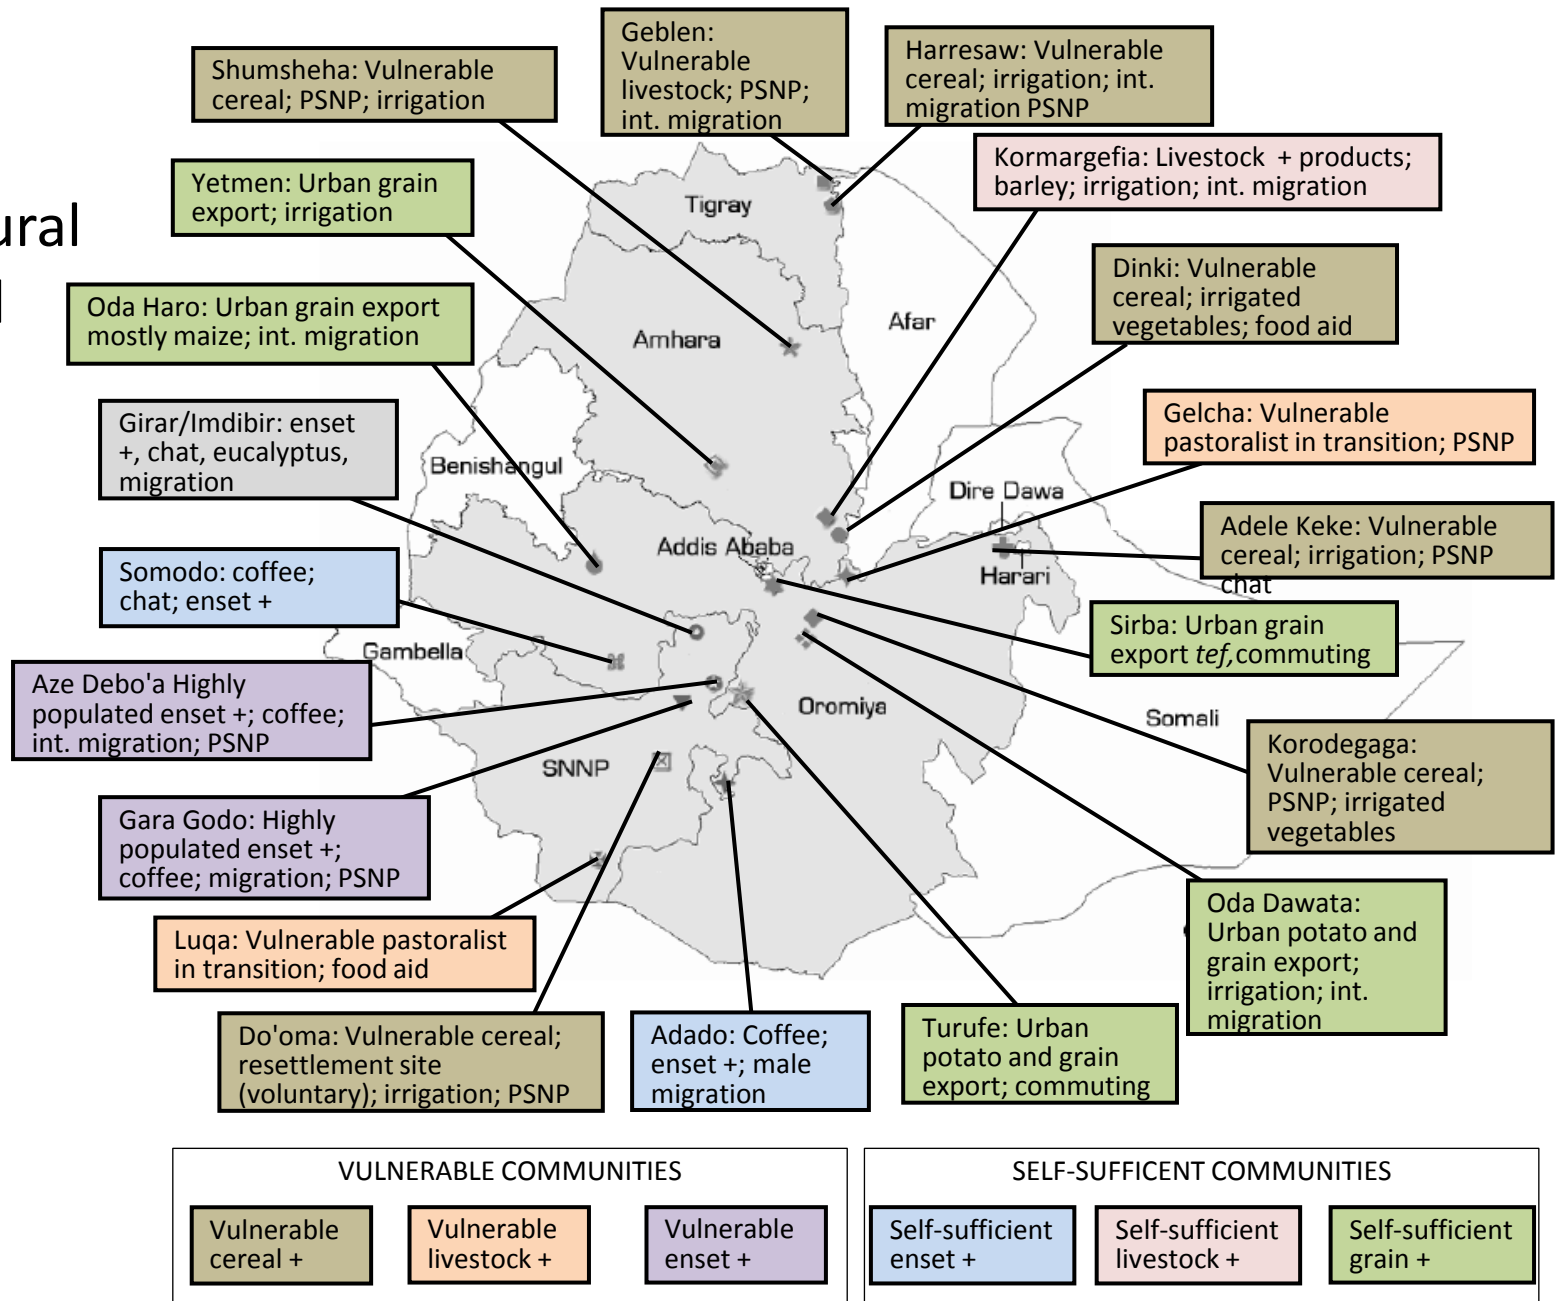 Geblen:
Vulnerable
livestock; PSNP;
int. migration
Harresaw: Vulnerable
cereal; irrigation; int.
migration PSNP
Shumsheha: Vulnerable
cereal; PSNP; irrigation
Kormargefia: Livestock + products;
barley; irrigation; int. migration
Yetmen: Urban grain
export; irrigation
Tigray
ural
Dinki: Vulnerable
cereal; irrigated
vegetables; food aid
Oda Haro: Urban grain export
mostly maize; int. migration
Amhara
Afar
Girar/Imdibir: enset
+, chat, eucalyptus,
migration
Gelcha: Vulnerable
pastoralist in transition; PSNP
Benishangul
Dire Dawa
Adele Keke: Vulnerable
cereal; irrigation; PSNP
chat
Addis Ababa
Harari
Somodo: coffee;
chat; enset +
Sirba: Urban grain
export tef,commuting
Gambella
Aze Debo'a Highly
populated enset +; coffee;
int. migration; PSNP
Oromiya
Somali
Korodegaga:
Vulnerable cereal;
PSNP; irrigated
vegetables
SNNP
Gara Godo: Highly
populated enset +;
coffee; migration; PSNP
Oda Dawata:
Urban potato and
grain export;
irrigation; int.
migration
Luqa: Vulnerable pastoralist
in transition; food aid
Do'oma: Vulnerable cereal;
resettlement site
(voluntary); irrigation; PSNP
Adado: Coffee;
enset +; male
migration
Turufe: Urban
potato and grain
export; commuting
VULNERABLE COMMUNITIES
Vulnerable
cereal +
Vulnerable
livestock +
Vulnerable
enset +
SELF-SUFFICENT COMMUNITIES
Self-sufficient
enset +
Self-sufficient
livestock +
Self-sufficient
grain +